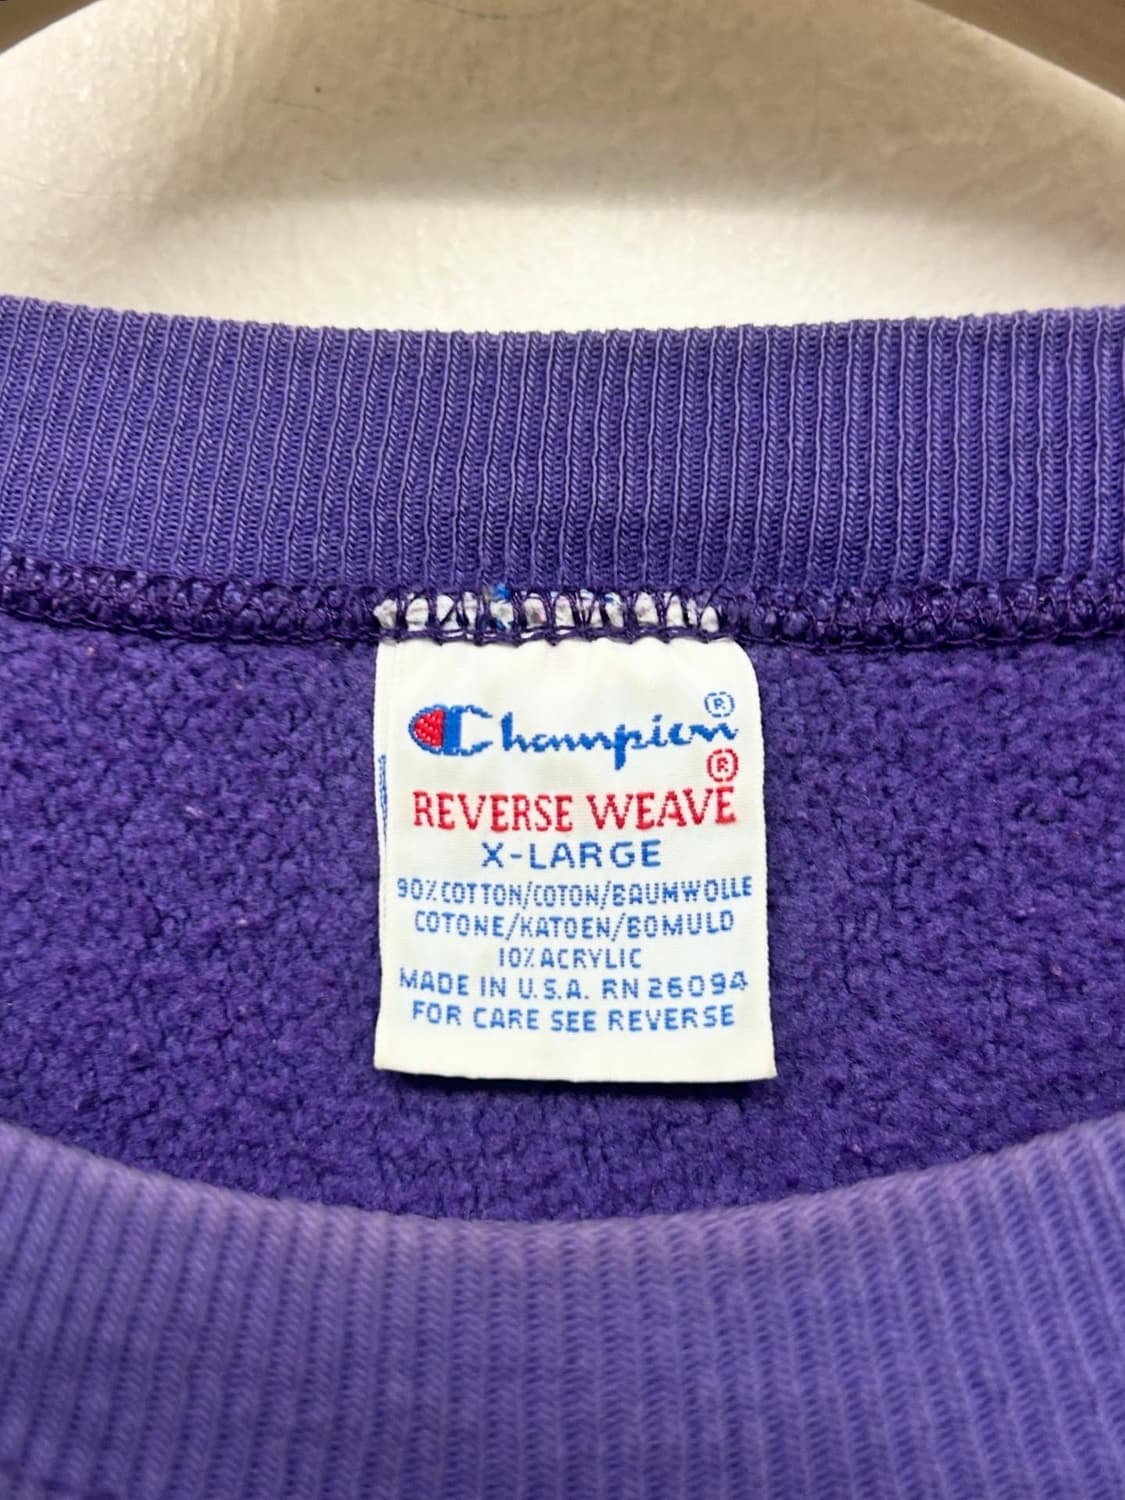 Champion®
REVERSE WEAVE®
X-LARGE
90% COTTON/COTON/BAUMWOLLE
COTONE/KATOEN/BOMULD
10% ACRYLIC
MADE IN U.S.A. RN 26094
FOR CARE SEE REVERSE